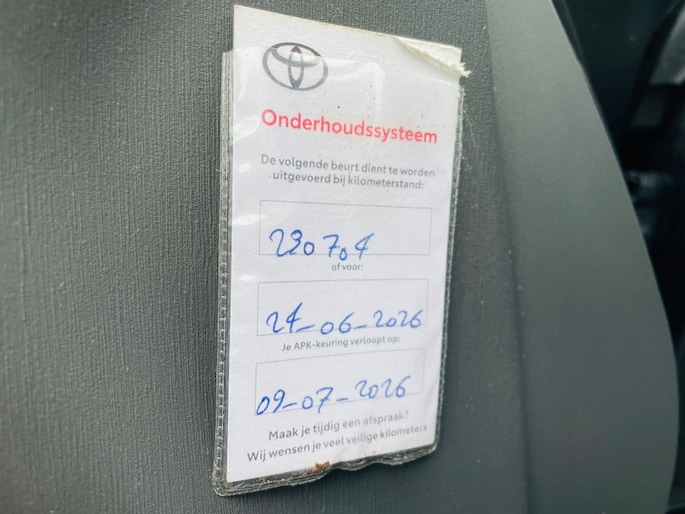 Onderhoudssysteem
De volgende beurt dient te worden
uitgevoerd bij kilometerstand:
230704
of voor:
24-06-2026
Je APK-keuring verloopt op:
09-07-2026
Maak je tijdig een afspraak?
Wij wensen je veel veilige kilometers